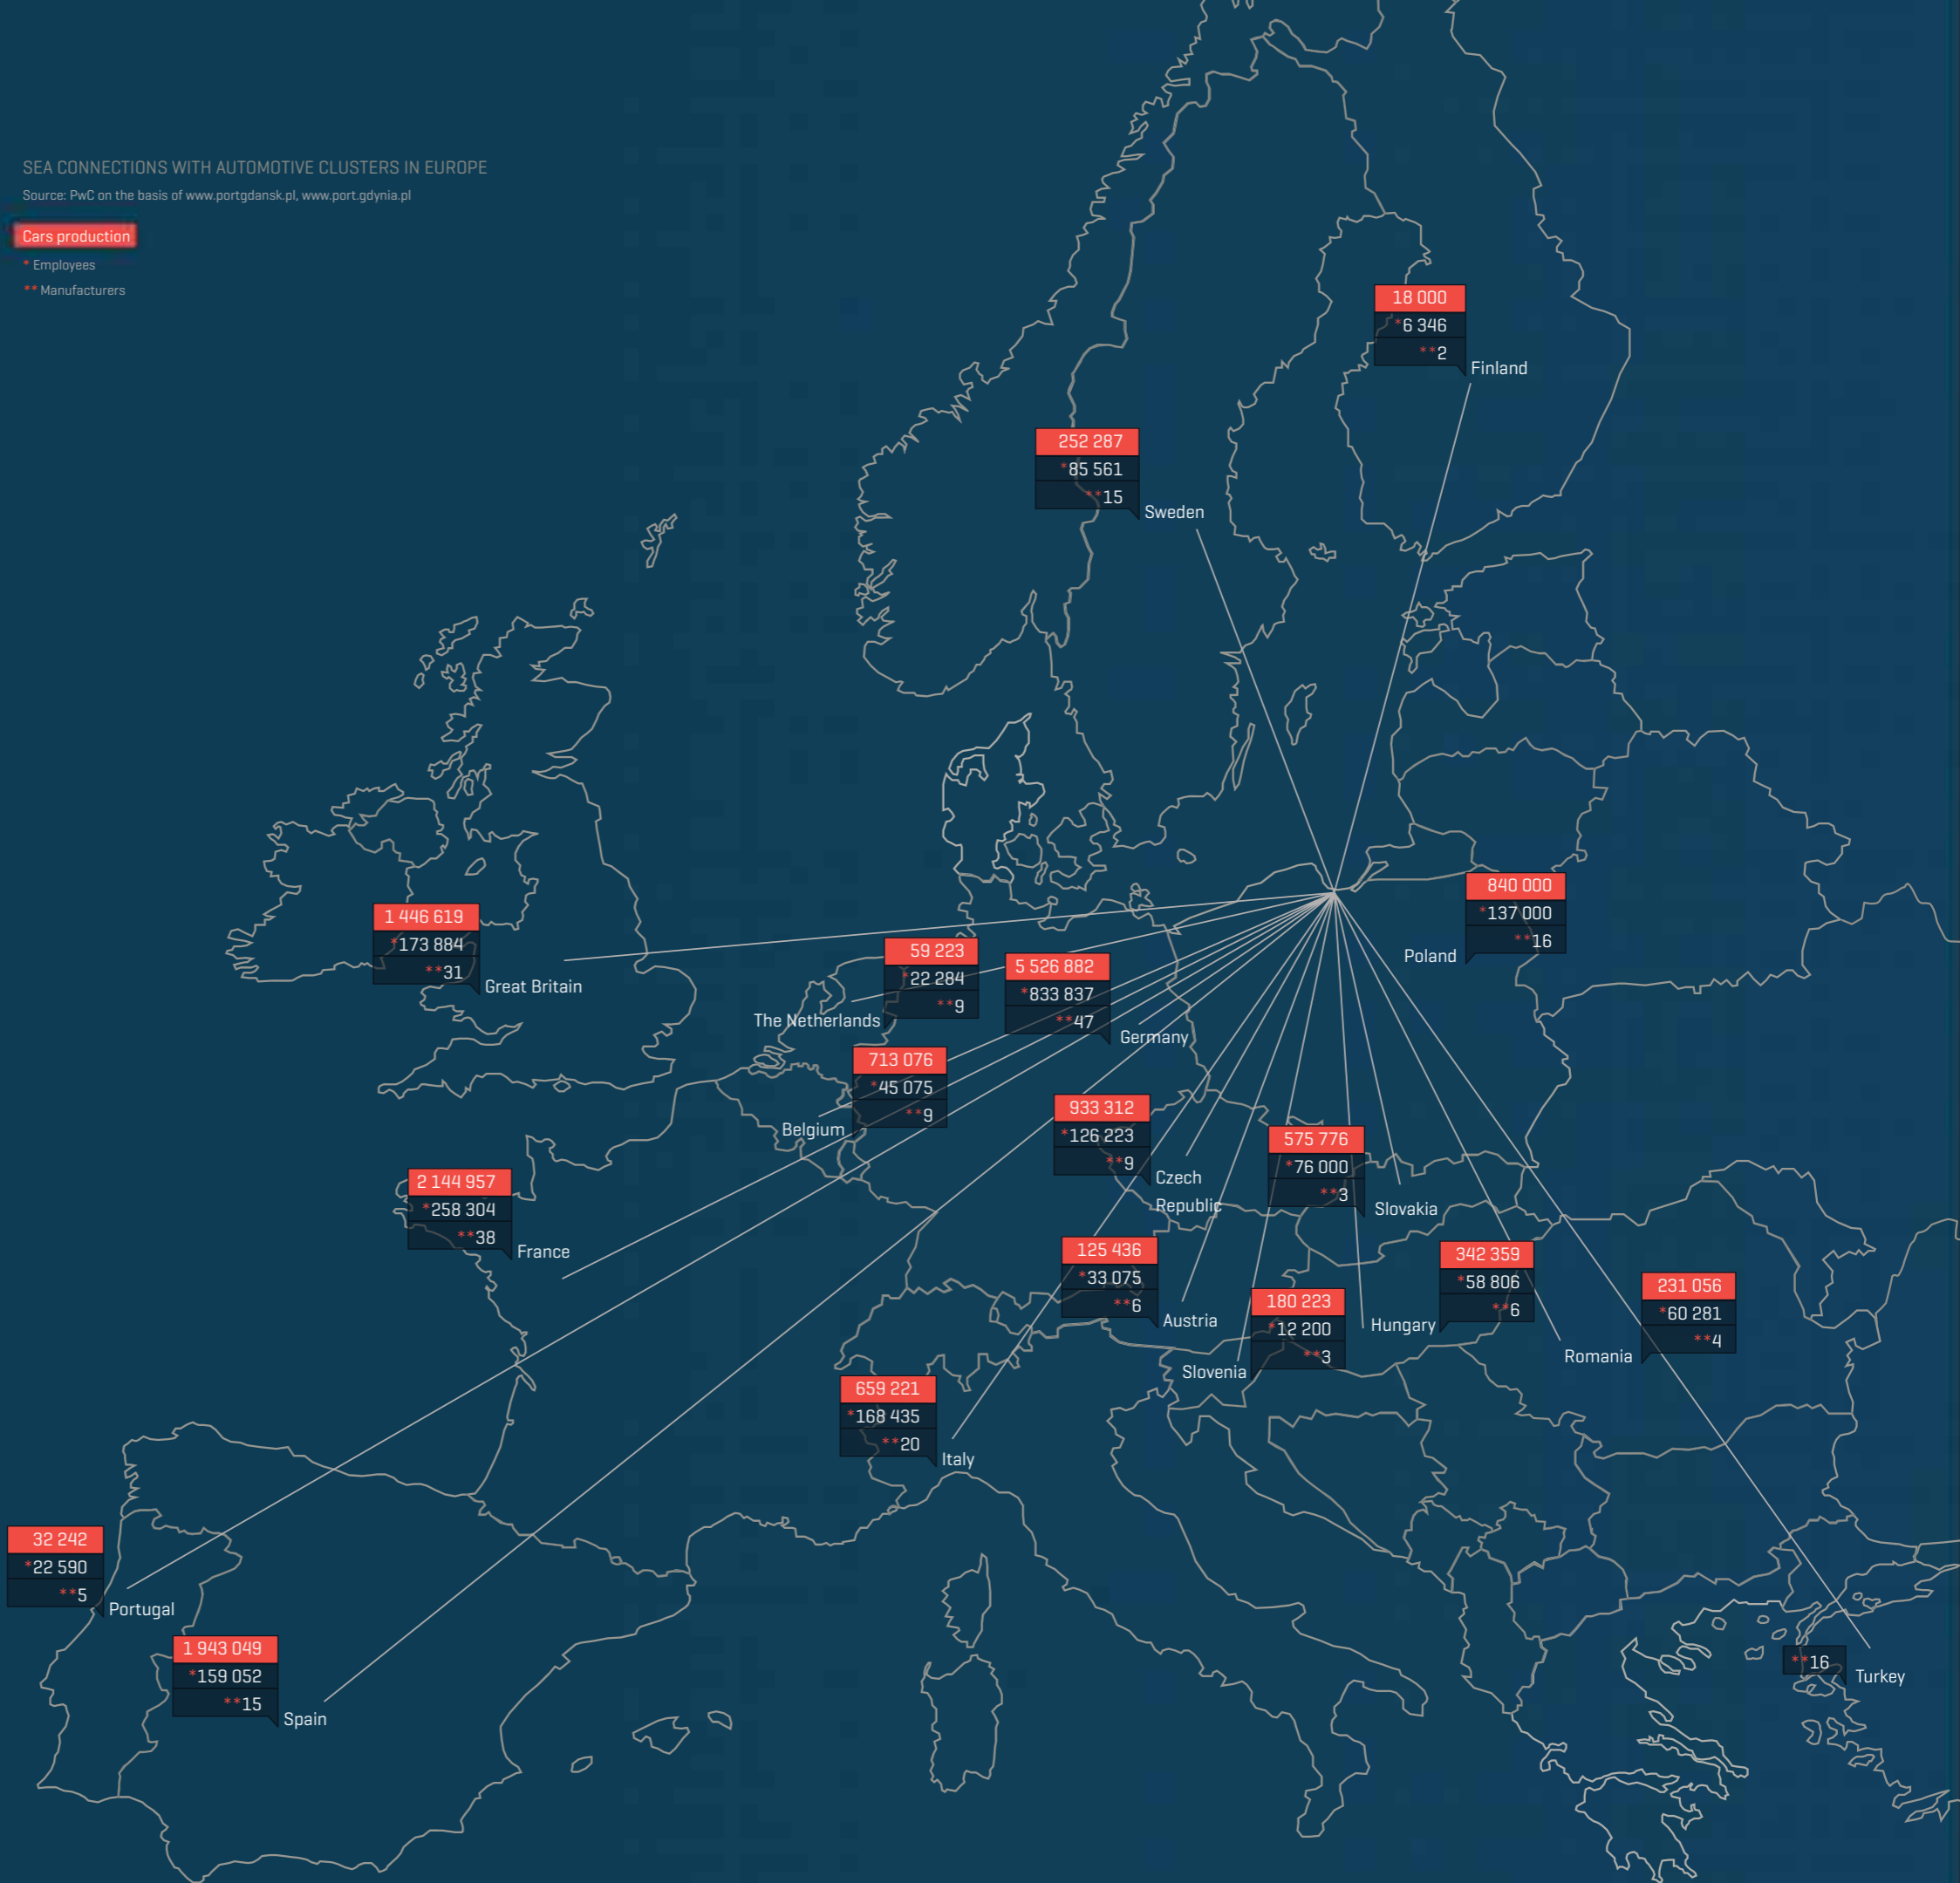 SEA CONNECTIONS WITH AUTOMOTIVE CLUSTERS IN EUROPE
Source: PwC on the basis of www.portgdansk.pl, www.port.gdynia.pl
Cars production
* Employees
** Manufacturers
18 000
*6 346
**2
Finland
252 287
*85 561
**15
Sweden
840 000
*137 000
**16
Poland
1 446 619
*173 884
**31
Great Britain
59 223
*22 284
**9
The Netherlands
5 526 882
*833 837
**47
Germany
713 076
*45 075
**9
Belgium
933 312
*126 223
**9
Czech
Republic
575 776
*76 000
**3
Slovakia
2 144 957
*258 304
**38
France
125 436
*33 075
**6
Austria
342 359
*58 806
**6
Hungary
231 056
*60 281
**4
Romania
180 223
*12 200
**3
Slovenia
659 221
*168 435
**20
Italy
32 242
*22 590
**5
Portugal
1 943 049
*159 052
**15
Spain
**16
Turkey